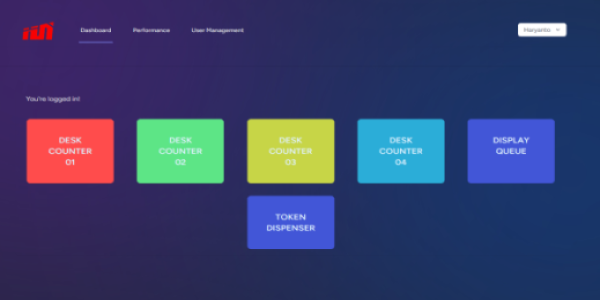 Dashboard Performance User Management Haryanto
You're logged in!
DESK COUNTER 01
DESK COUNTER 02
DESK COUNTER 03
DESK COUNTER 04
DISPLAY QUEUE
TOKEN DISPENSER